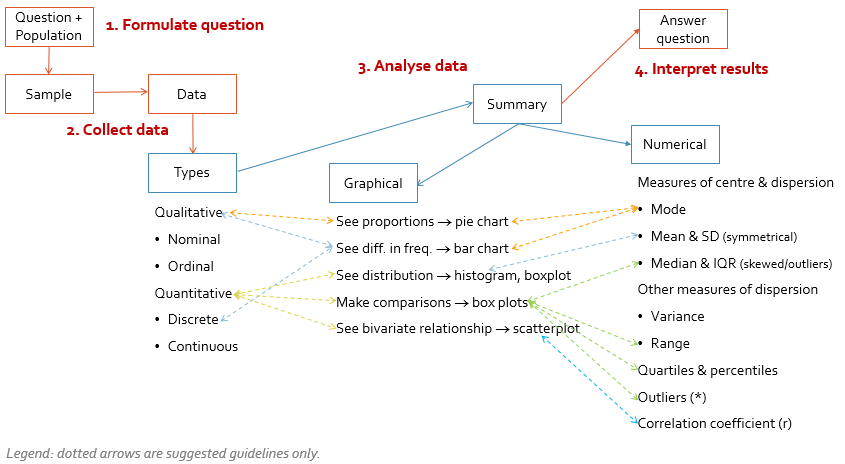 Question +
Population
1. Formulate question
Answer
question
3. Analyse data
4. Interpret results
Sample
Data
Summary
2. Collect data
Numerical
Types
Graphical
Measures of centre & dispersion
Qualitative
• Nominal
• Ordinal
Quantitative
• Discrete
• Continuous
See proportions → pie chart
See diff. in freq. → bar chart
See distribution → histogram, boxplot
Make comparisons → box plots
See bivariate relationship → scatterplot
• Mode
• Mean & SD (symmetrical)
• Median & IQR (skewed/outliers)
Other measures of dispersion
• Variance
• Range
Quartiles & percentiles
Outliers (*)
Correlation coefficient (r)
Legend: dotted arrows are suggested guidelines only.